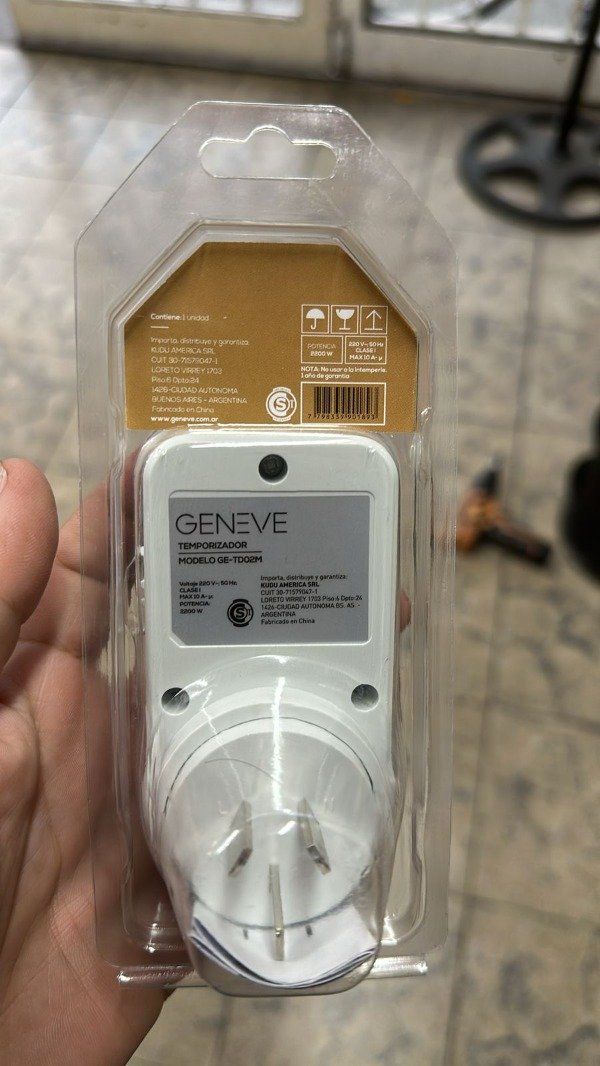 Contiene: 1 unidad
Importa, distribuye y garantiza:
KUDU AMERICA SRL
CUIT 30-71579047-1
LORETO VIRREY 1703
Piso:6 Dpto:24
1426-CIUDAD AUTONOMA
BUENOS AIRES - ARGENTINA
Fabricado en China
www.geneve.com.ar
POTENCIA
2200 W
220 V~ 50 Hz
CLASE I
MAX 10 A- μ
NOTA: No usar a la intemperie.
1 año de garantía
S
7 798337 901893
GENEVE
TEMPORIZADOR
MODELO GE-TD02M
Voltaje 220 V~; 50 Hz.
CLASE I
MAX 10 A- μ
POTENCIA:
2200 W
S
Importa, distribuye y garantiza:
KUDU AMERICA SRL
CUIT 30-71579047-1
LORETO VIRREY 1703 Piso:6 Dpto:24
1426-CIUDAD AUTONOMA BS. AS. -
ARGENTINA
Fabricado en China